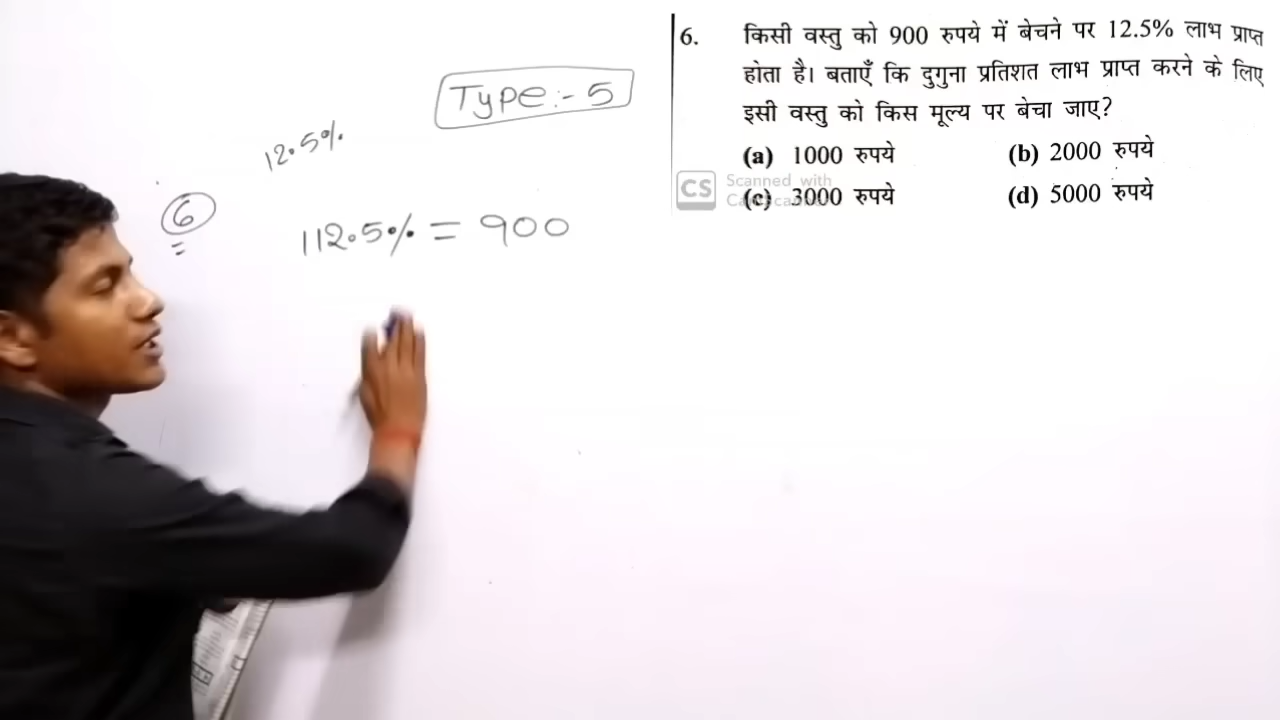 Type:- 5
12.5%
6
112.5% = 900
6. किसी वस्तु को 900 रुपये में बेचने पर 12.5% लाभ प्राप्त
होता है। बताएँ कि दुगुना प्रतिशत लाभ प्राप्त करने के लिए
इसी वस्तु को किस मूल्य पर बेचा जाए?
(a) 1000 रुपये (b) 2000 रुपये
CS Scanned with
CamScanner
(c) 3000 रुपये (d) 5000 रुपये